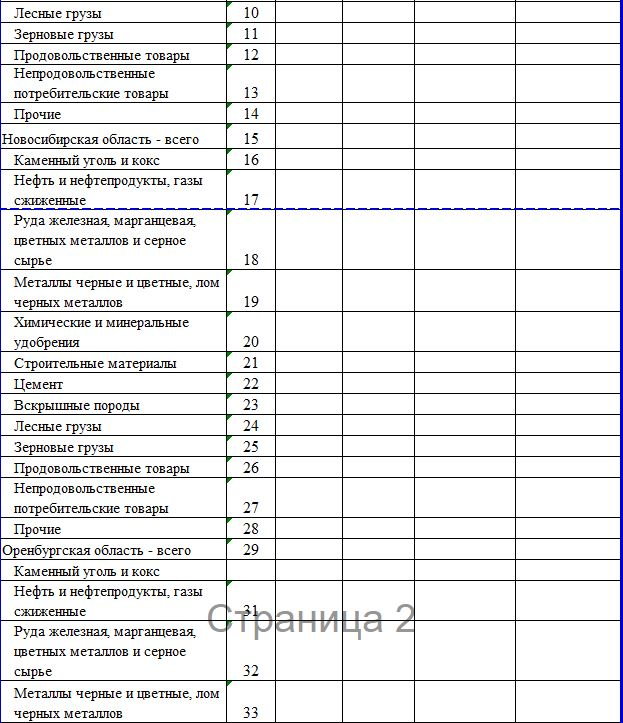 Лесные грузы 10
Зерновые грузы 11
Продовольственные товары 12
Непродовольственные
потребительские товары 13
Прочие 14
Новосибирская область - всего 15
Каменный уголь и кокс 16
Нефть и нефтепродукты, газы
сжиженные 17
Руда железная, марганцевая,
цветных металлов и серное
сырье 18
Металлы черные и цветные, лом
черных металлов 19
Химические и минеральные
удобрения 20
Строительные материалы 21
Цемент 22
Вскрышные породы 23
Лесные грузы 24
Зерновые грузы 25
Продовольственные товары 26
Непродовольственные
потребительские товары 27
Прочие 28
Оренбургская область - всего 29
Каменный уголь и кокс
Нефть и нефтепродукты, газы
сжиженные 31
Страница 2
Руда железная, марганцевая,
цветных металлов и серное
сырье 32
Металлы черные и цветные, лом
черных металлов 33